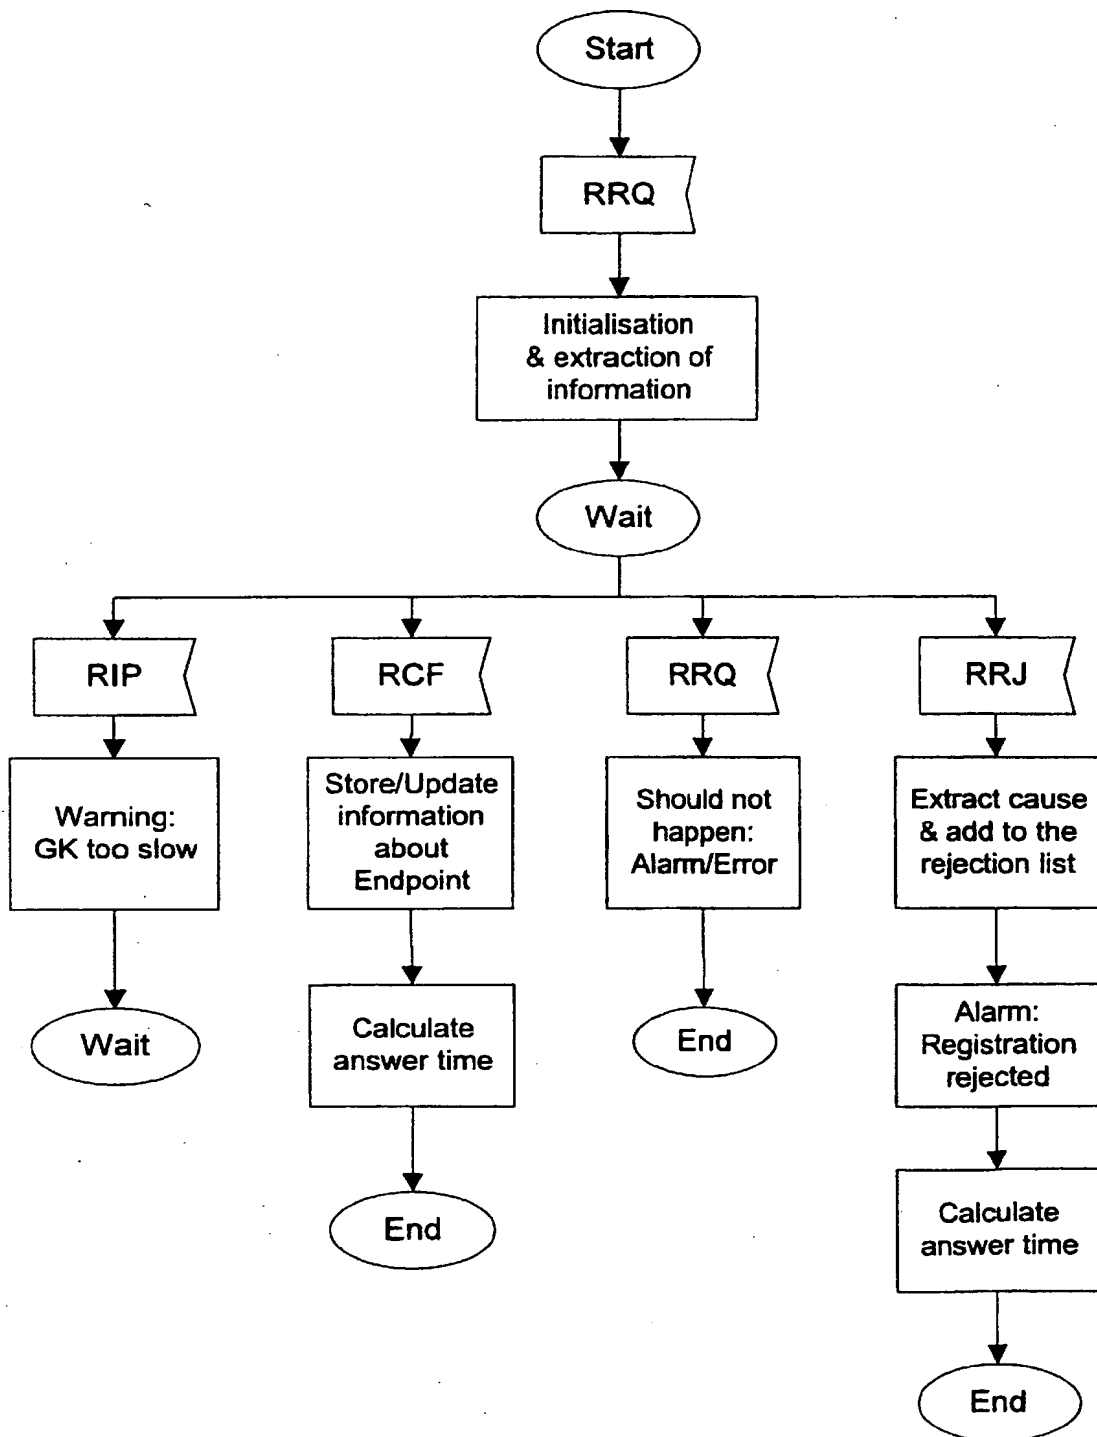 Start
RRQ
Initialisation
& extraction of
information
Wait
RIP
RCF
RRQ
RRJ
Warning:
GK too slow
Store/Update
information
about
Endpoint
Should not
happen:
Alarm/Error
Extract cause
& add to the
rejection list
Wait
Calculate
answer time
End
Alarm:
Registration
rejected
End
Calculate
answer time
End